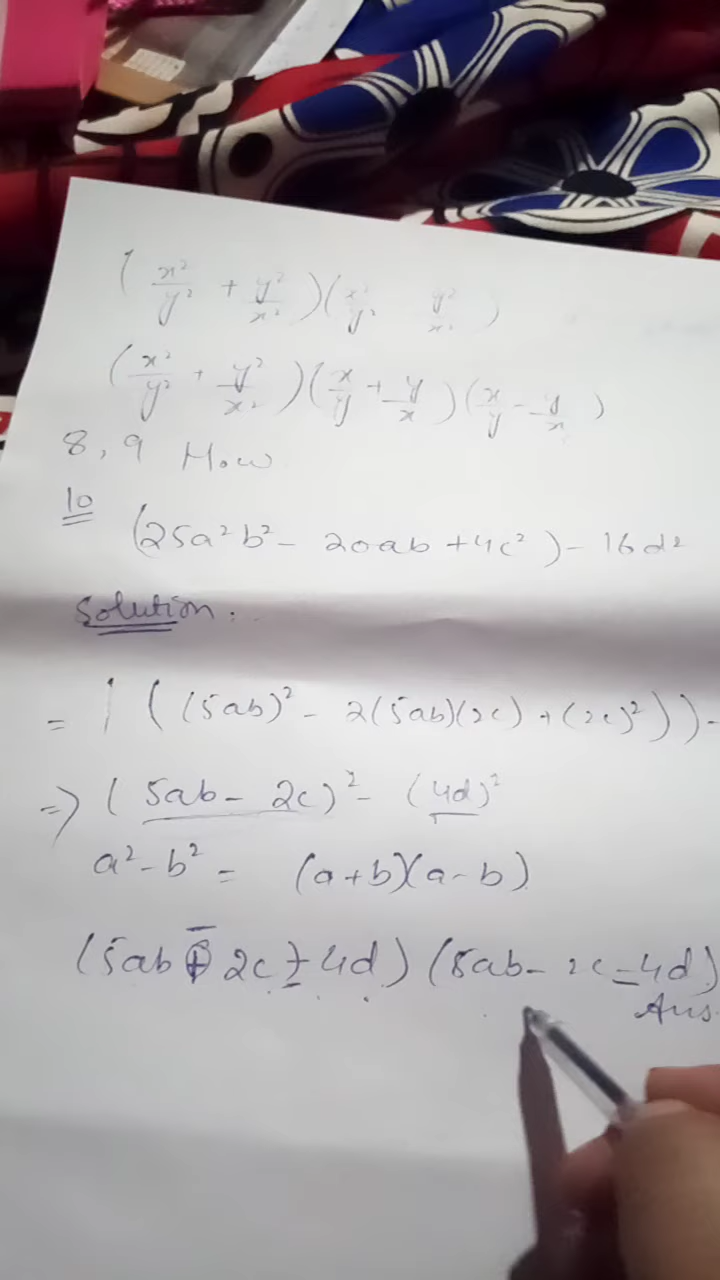 (x²/y² + y²/x²)(x²/y² y²/x²)
(x²/y² + y²/x²)(x/y + y/x)(x/y - y/x)
8, 9 How
10 (25a²b² - 20ab + 4c²) - 16d²
Solution:
= ((5ab)² - 2(5ab)(2c) + (2c)²)) -
=> (5ab - 2c)² - (4d)²
a² - b² = (a+b)(a-b)
(5ab - 2c + 4d) (5ab - 2c - 4d)
Ans.